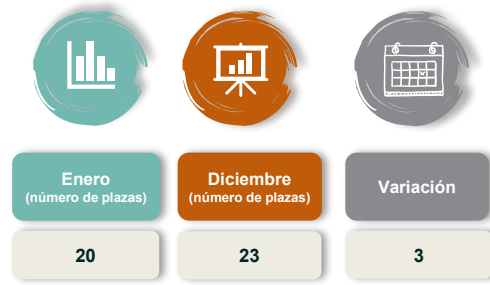 Enero
(número de plazas)
Diciembre
(número de plazas)
Variación
20
23
3